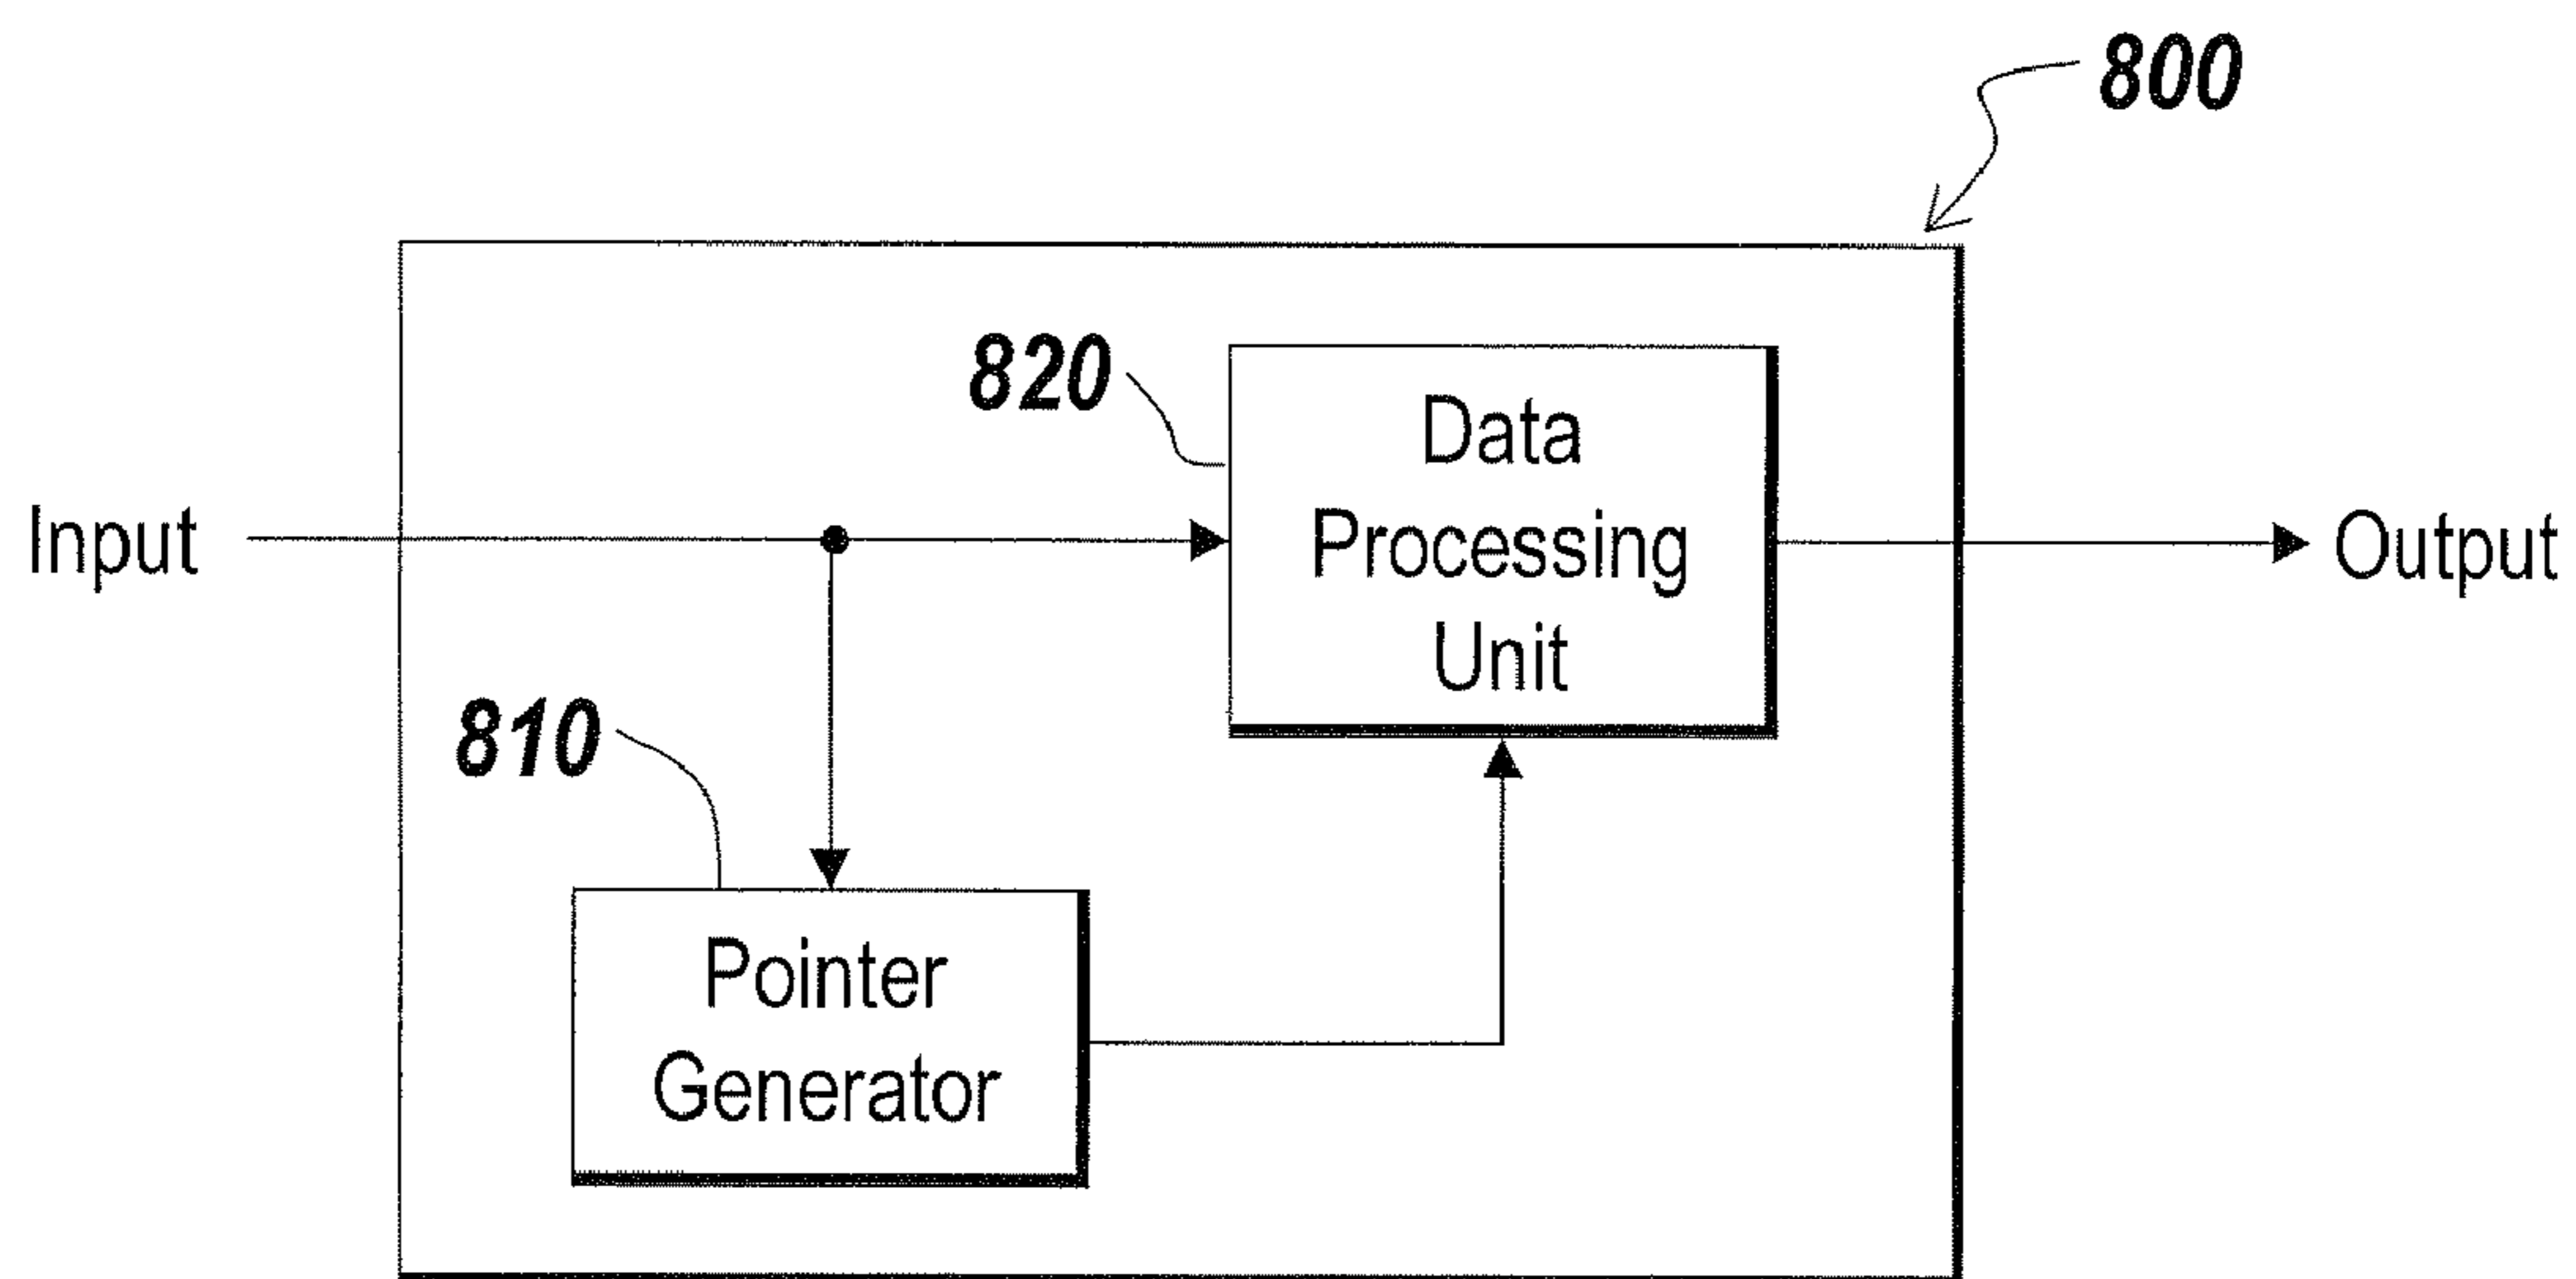 800
820
Data
Processing
Unit
Input
Output
810
Pointer
Generator